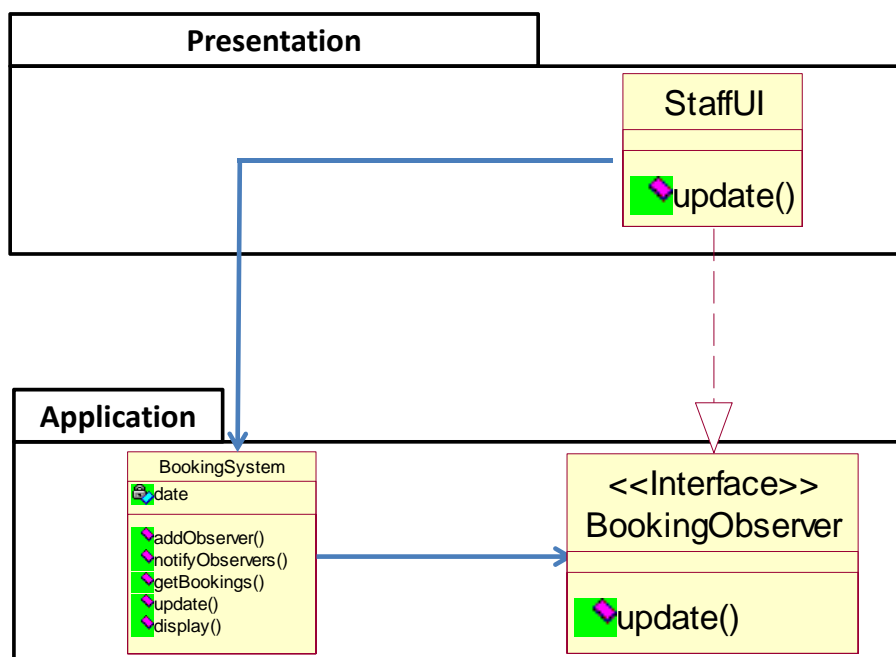 Presentation
StaffUI
update()
Application
BookingSystem
date
addObserver()
notifyObservers()
getBookings()
update()
display()
<<Interface>>
BookingObserver
update()